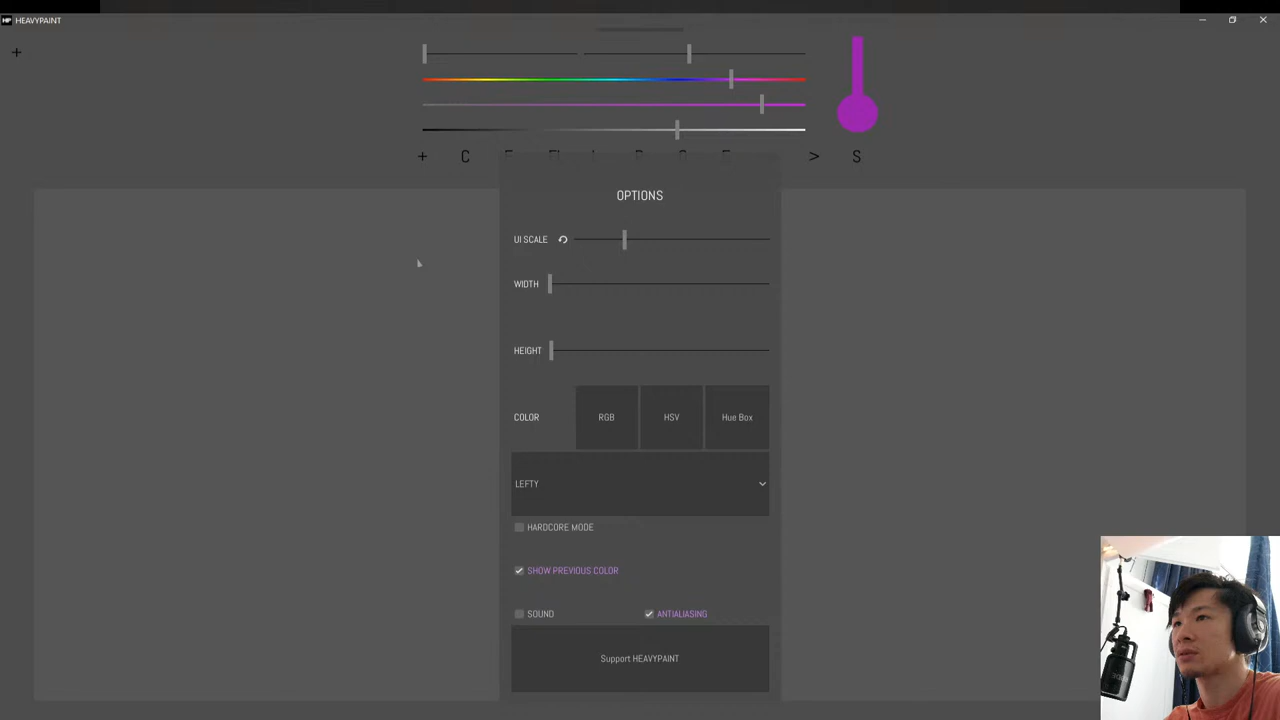 HP HEAVYPAINT
+
+ C > S
OPTIONS
UI SCALE
WIDTH
HEIGHT
COLOR RGB HSV Hue Box
LEFTY
HARDCORE MODE
SHOW PREVIOUS COLOR
SOUND ANTIALIASING
Support HEAVYPAINT